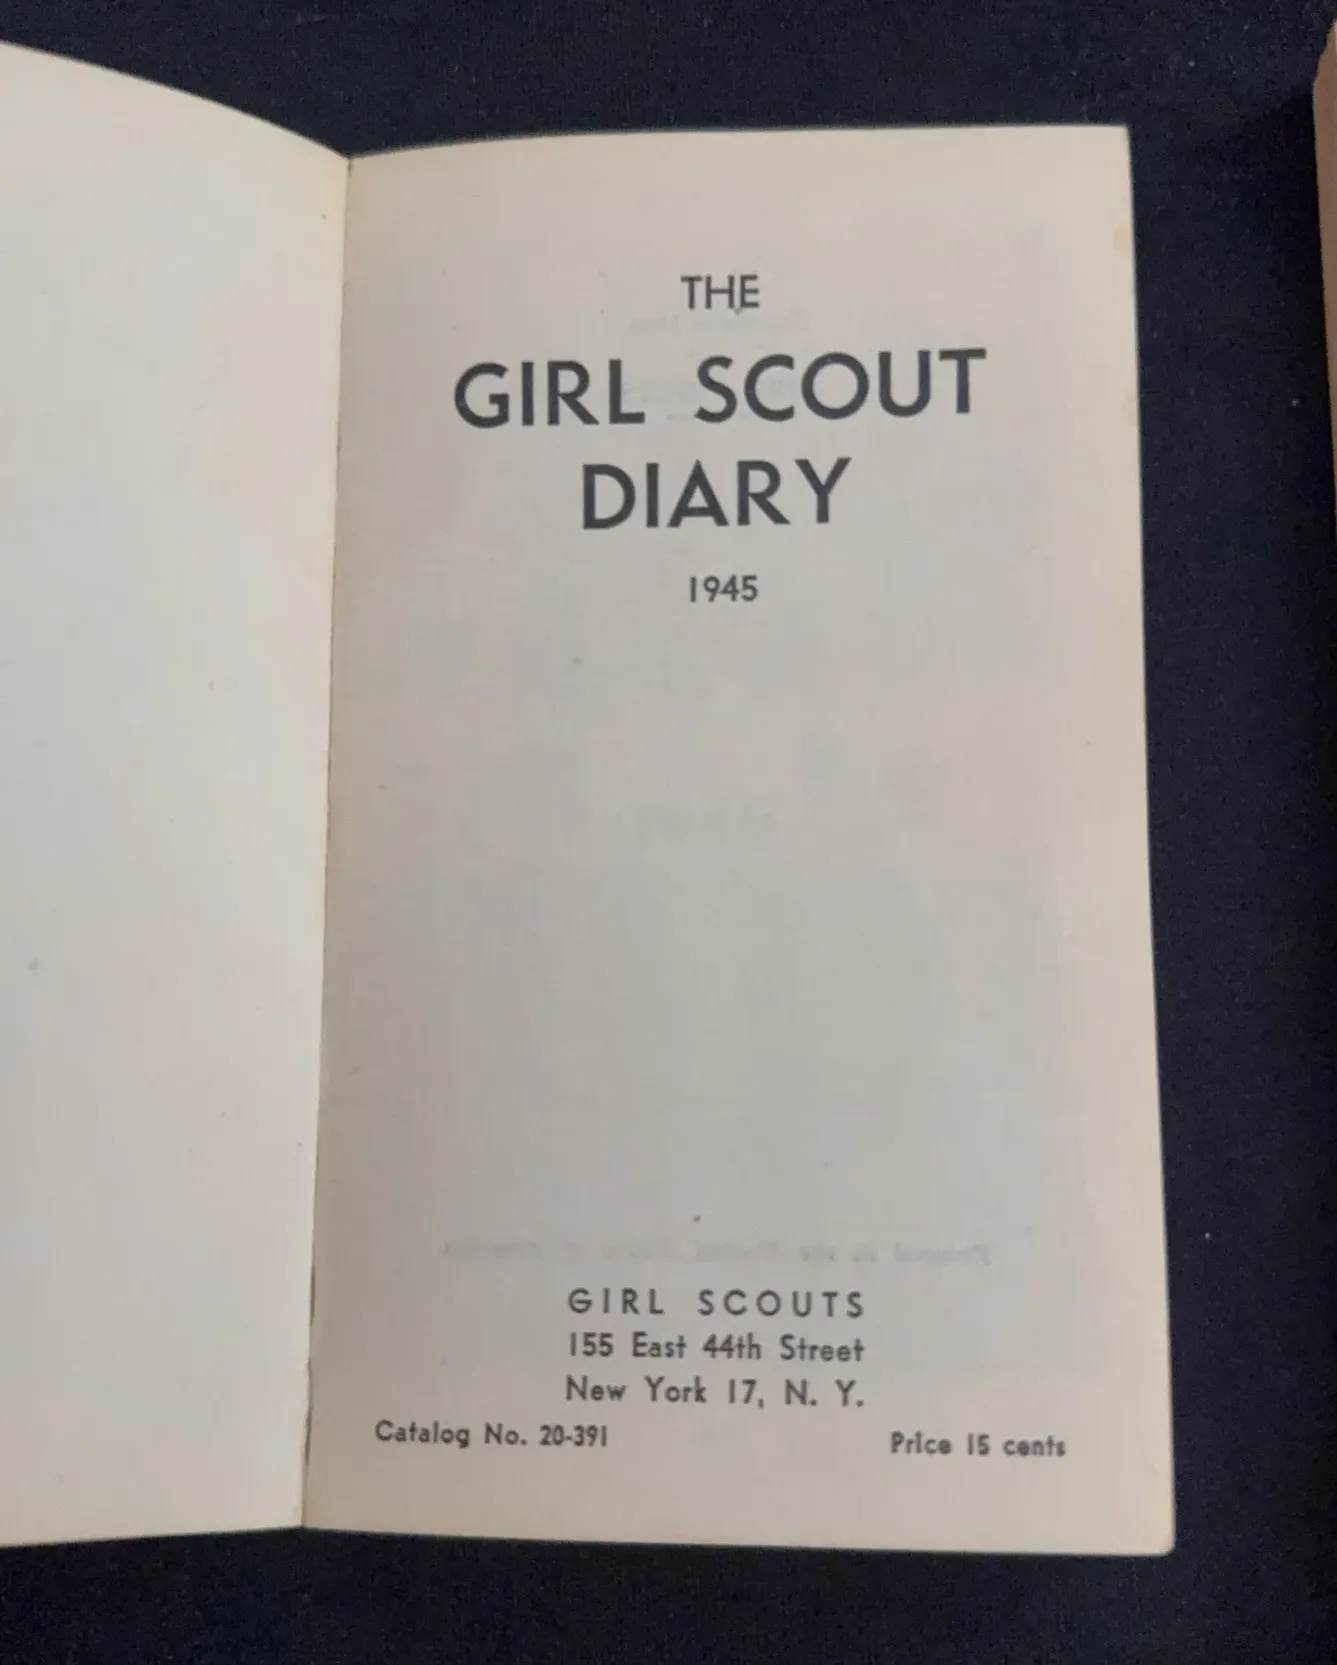 THE
GIRL SCOUT
DIARY
1945
GIRL SCOUTS
155 East 44th Street
New York 17, N. Y.
Catalog No. 20-391
Price 15 cents